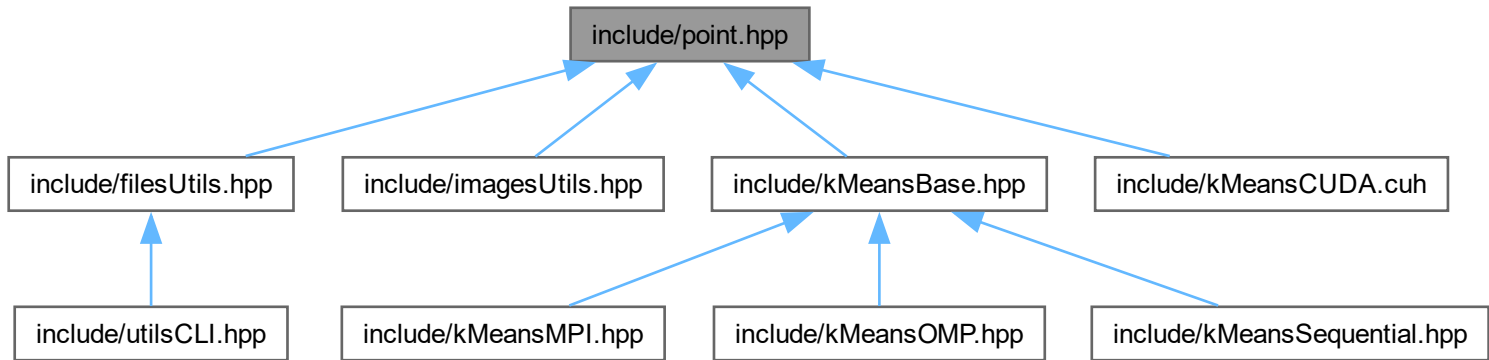 include/point.hpp
include/filesUtils.hpp
include/imagesUtils.hpp
include/kMeansBase.hpp
include/kMeansCUDA.cuh
include/utilsCLI.hpp
include/kMeansMPI.hpp
include/kMeansOMP.hpp
include/kMeansSequential.hpp